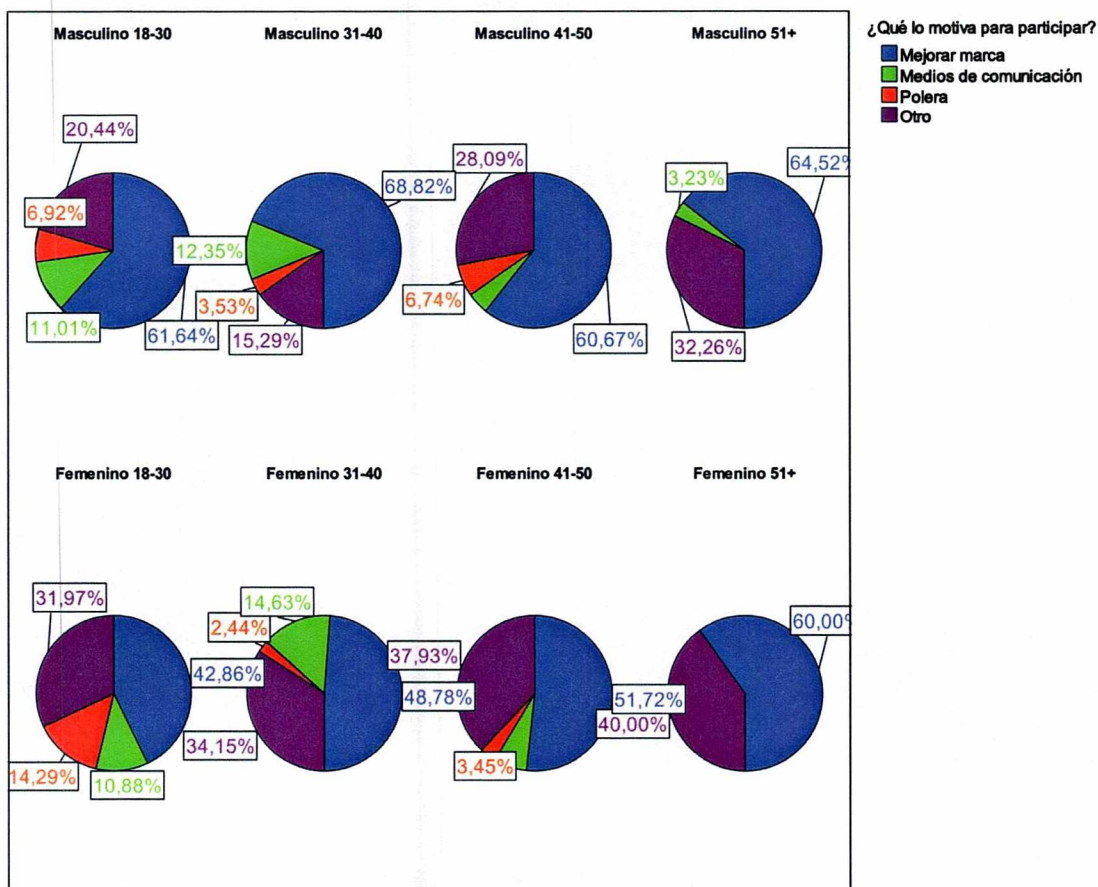 ¿Qué lo motiva para participar?
Mejorar marca
Medios de comunicación
Polera
Otro
Masculino 18-30
Masculino 31-40
Masculino 41-50
Masculino 51+
20,44%
6,92%
11,01%
61,64%
68,82%
12,35%
3,53%
15,29%
28,09%
6,74%
60,67%
64,52%
3,23%
32,26%
Femenino 18-30
Femenino 31-40
Femenino 41-50
Femenino 51+
31,97%
42,86%
14,29%
10,88%
14,63%
2,44%
48,78%
34,15%
37,93%
51,72%
3,45%
60,00%
40,00%